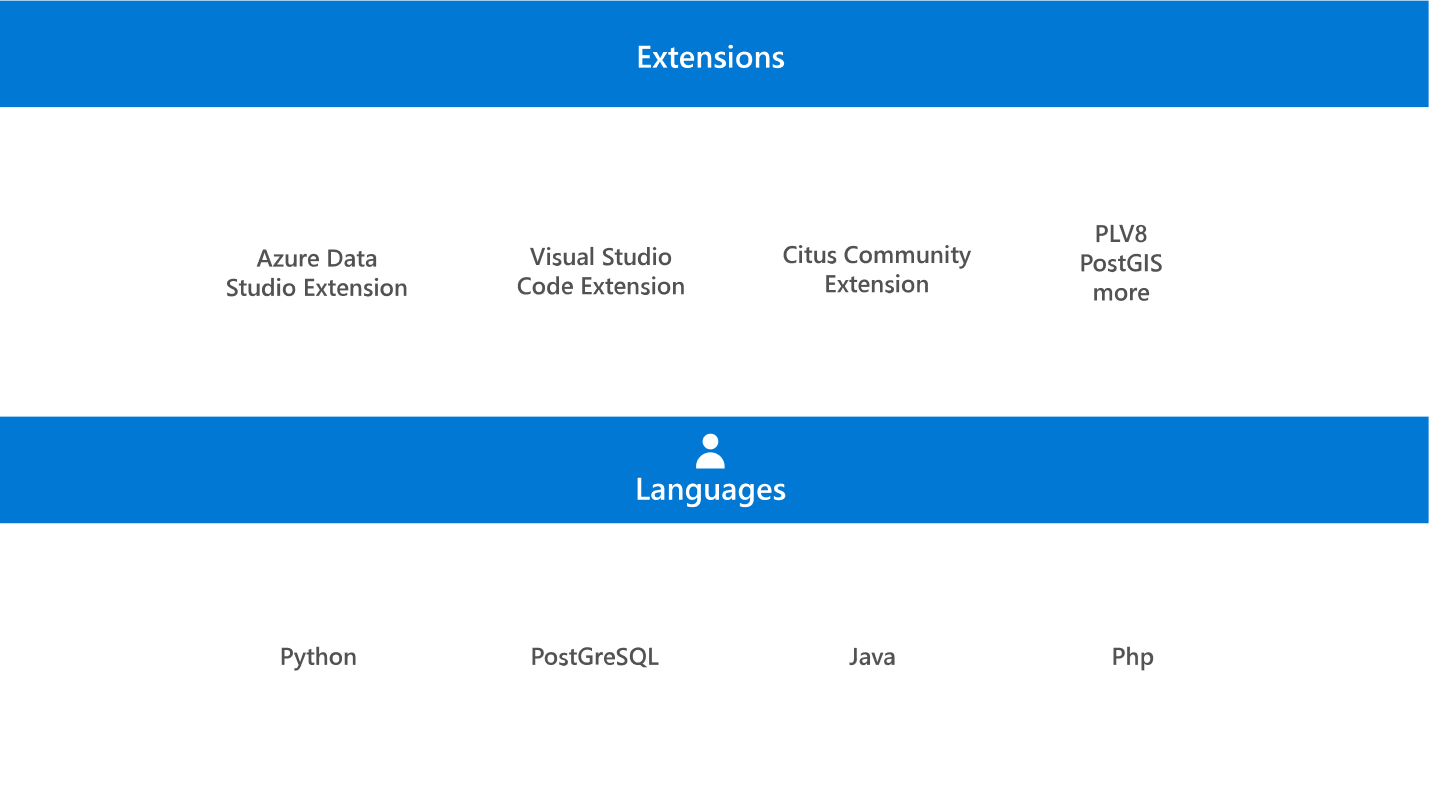 Extensions
Azure Data
Studio Extension
Visual Studio
Code Extension
Citus Community
Extension
PLV8
PostGIS
more
Languages
Python
PostGreSQL
Java
Php